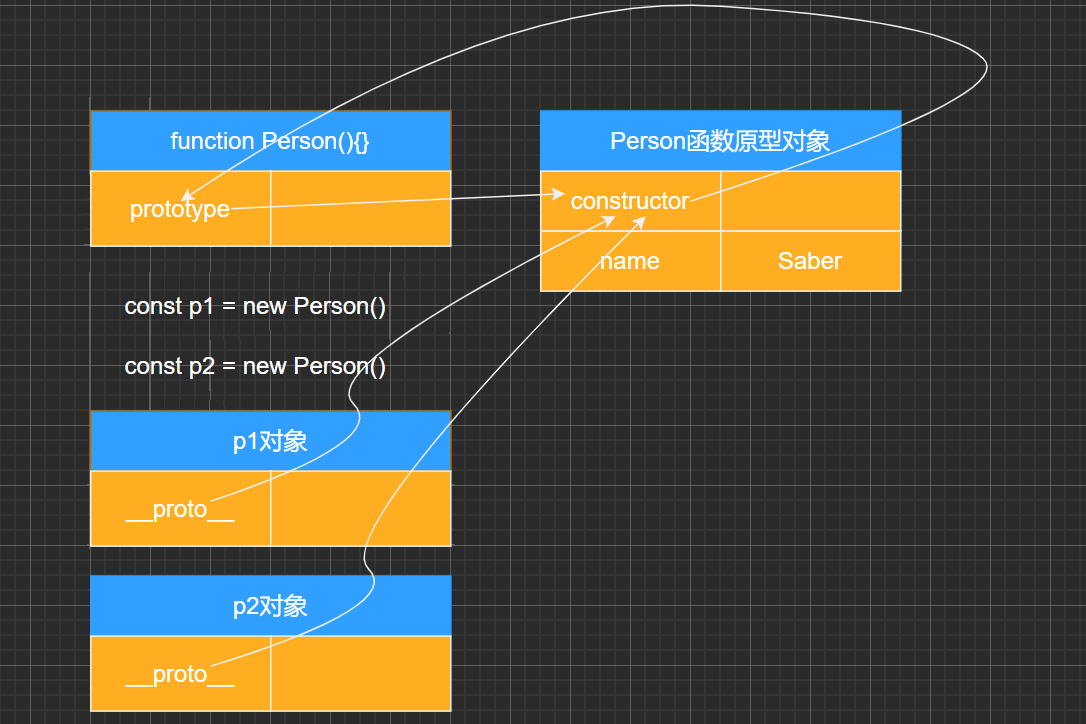 function Person(){}
prototype
Person函数原型对象
constructor
name
Saber
const p1 = new Person()
const p2 = new Person()
p1对象
__proto__
p2对象
__proto__